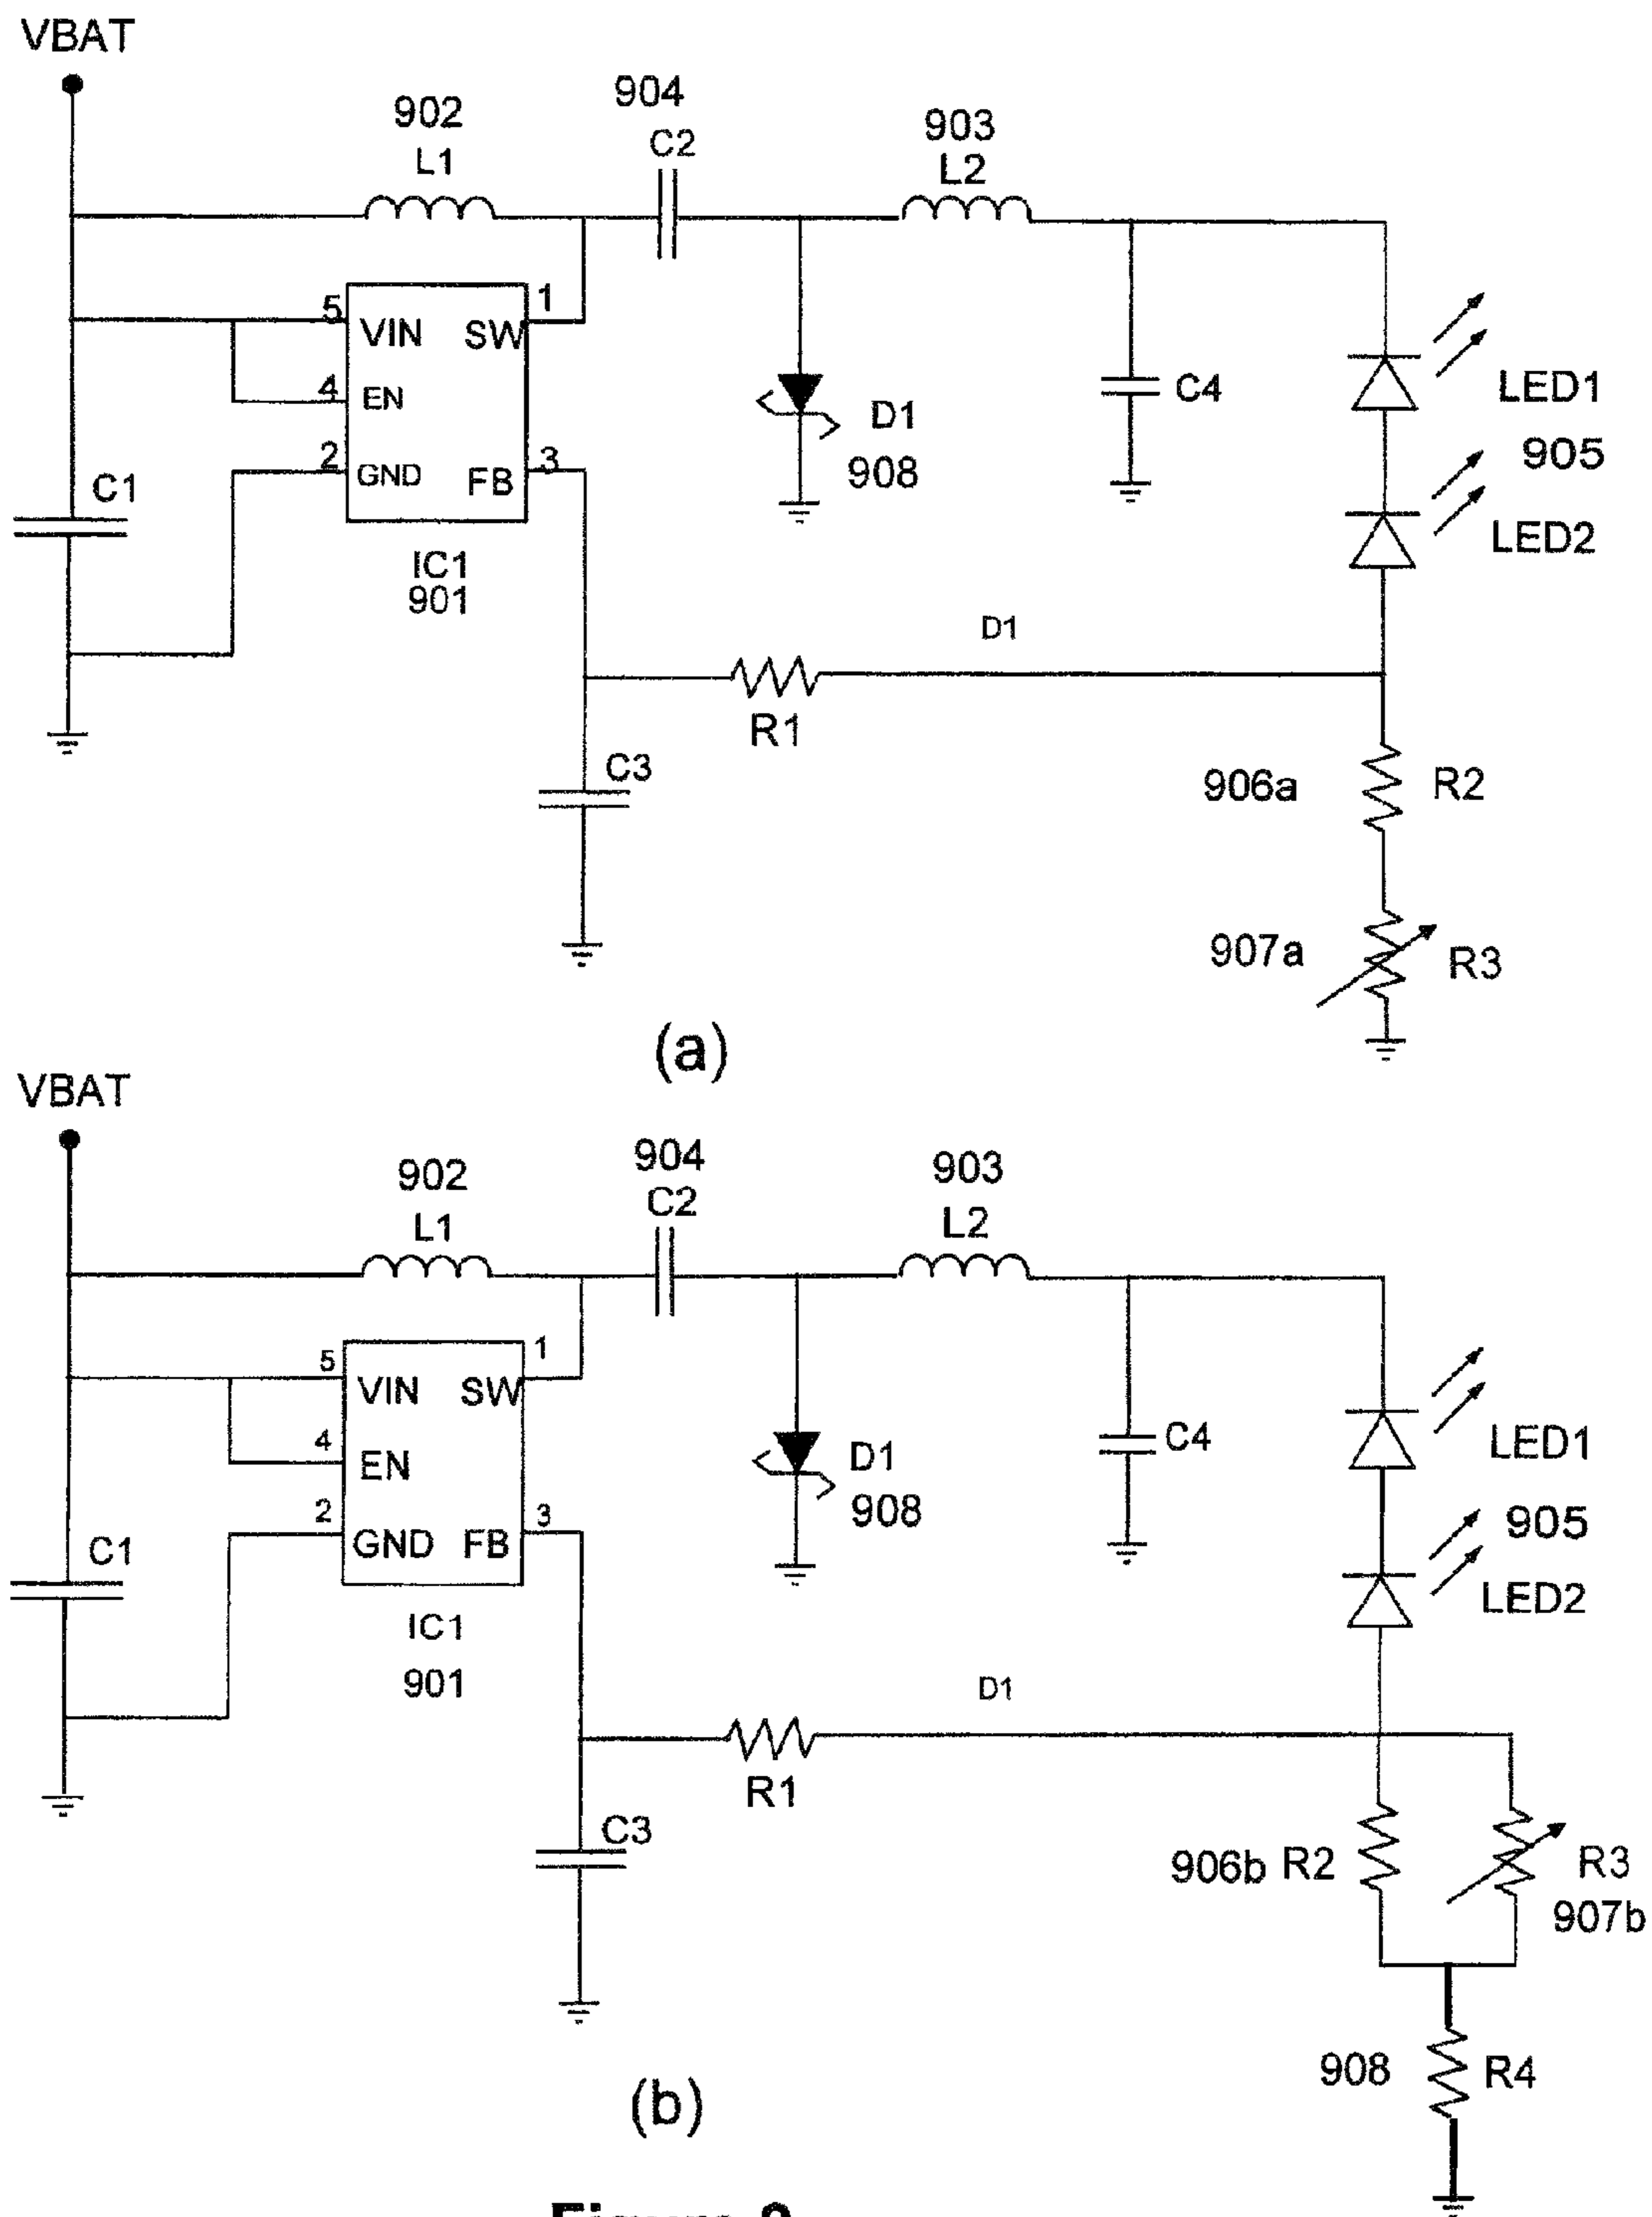 VBAT
902
L1
904
C2
903
L2
5
VIN
SW
1
4
EN
2
GND
FB
3
C1
IC1
901
D1
908
C4
LED1
905
LED2
D1
R1
C3
906a
R2
907a
R3
(a)
VBAT
902
L1
904
C2
903
L2
5
VIN
SW
1
4
EN
2
GND
FB
3
C1
IC1
901
D1
908
C4
LED1
905
LED2
D1
R1
C3
906b R2
R3
907b
908
R4
(b)